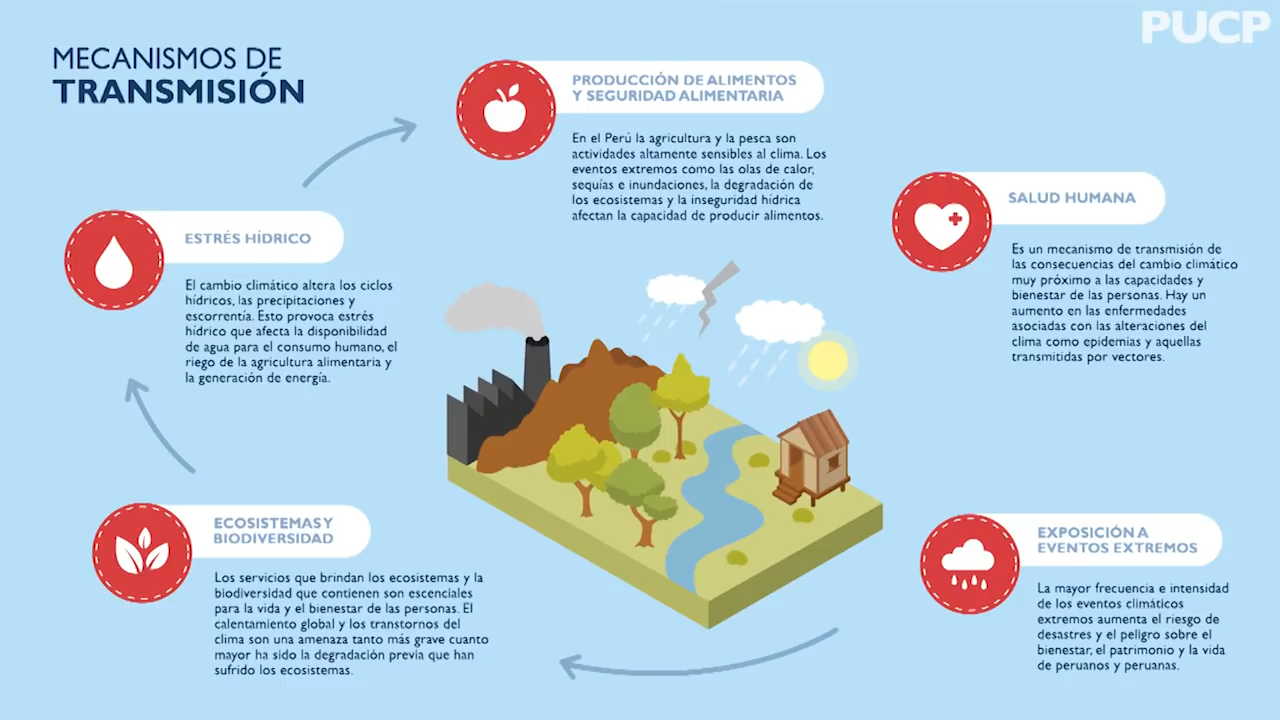 PUCP
MECANISMOS DE
TRANSMISIÓN
PRODUCCIÓN DE ALIMENTOS
Y SEGURIDAD ALIMENTARIA
En el Perú la agricultura y la pesca son
actividades altamente sensibles al clima. Los
eventos extremos como las olas de calor,
sequías e inundaciones, la degradación de
los ecosistemas y la inseguridad hídrica
afectan la capacidad de producir alimentos.
SALUD HUMANA
Es un mecanismo de transmisión de
las consecuencias del cambio climático
muy próximo a las capacidades y
bienestar de las personas. Hay un
aumento en las enfermedades
asociadas con las alteraciones del
clima como epidemias y aquellas
transmitidas por vectores.
ESTRÉS HÍDRICO
El cambio climático altera los ciclos
hídricos, las precipitaciones y
escorrentía. Esto provoca estrés
hídrico que afecta la disponibilidad
de agua para el consumo humano, el
riego de la agricultura alimentaria y
la generación de energía.
ECOSISTEMAS Y
BIODIVERSIDAD
Los servicios que brindan los ecosistemas y la
biodiversidad que contienen son escenciales
para la vida y el bienestar de las personas. El
calentamiento global y los transtornos del
clima son una amenaza tanto más grave cuanto
mayor ha sido la degradación previa que han
sufrido los ecosistemas.
EXPOSICIÓN A
EVENTOS EXTREMOS
La mayor frecuencia e intensidad
de los eventos climáticos
extremos aumenta el riesgo de
desastres y el peligro sobre el
bienestar, el patrimonio y la vida
de peruanos y peruanas.